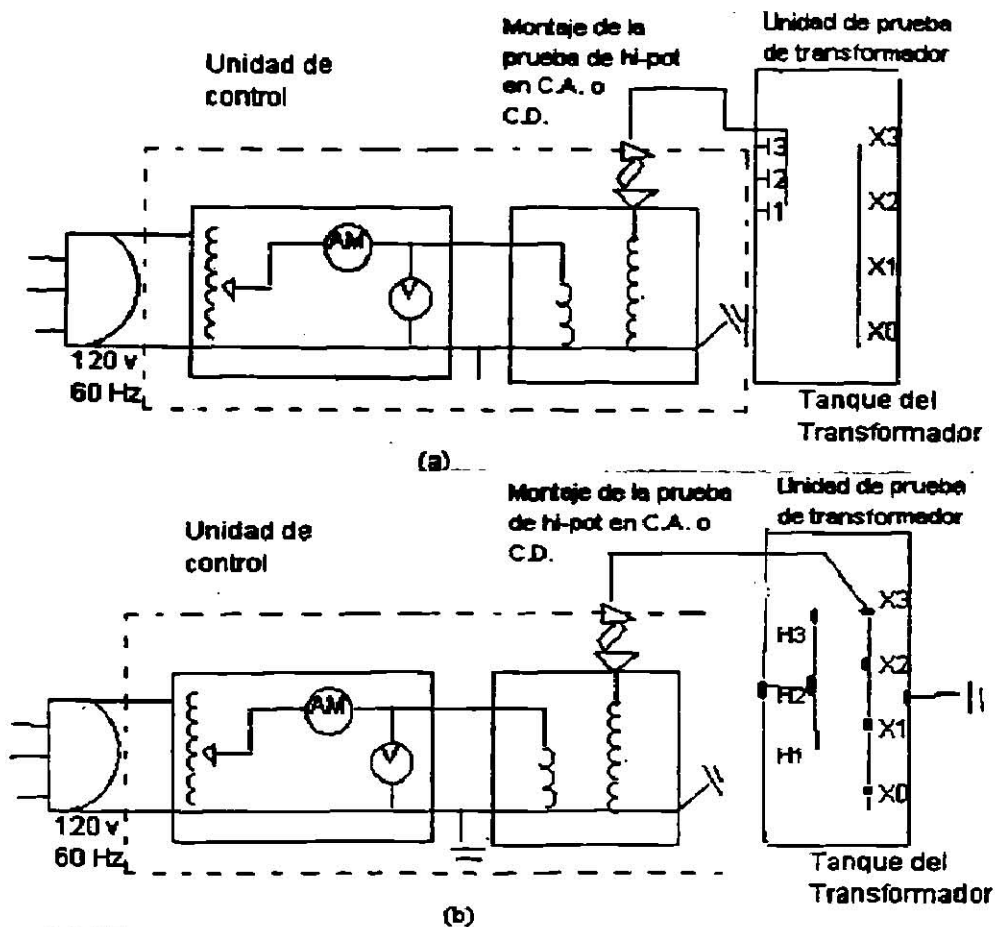 Unidad de
control
Montaje de la
prueba de hi-pot
en C.A. o
C.D.
Unidad de prueba
de transformador
AM
V
120 v
60 Hz
H3
H2
H1
X3
X2
X1
X0
Tanque del
Transformador
(a)
Unidad de
control
Montaje de la prueba
de hi-pot en C.A. o
C.D.
Unidad de prueba
de transformador
AM
V
120 v
60 Hz
H3
H2
H1
X3
X2
X1
X0
Tanque del
Transformador
(b)